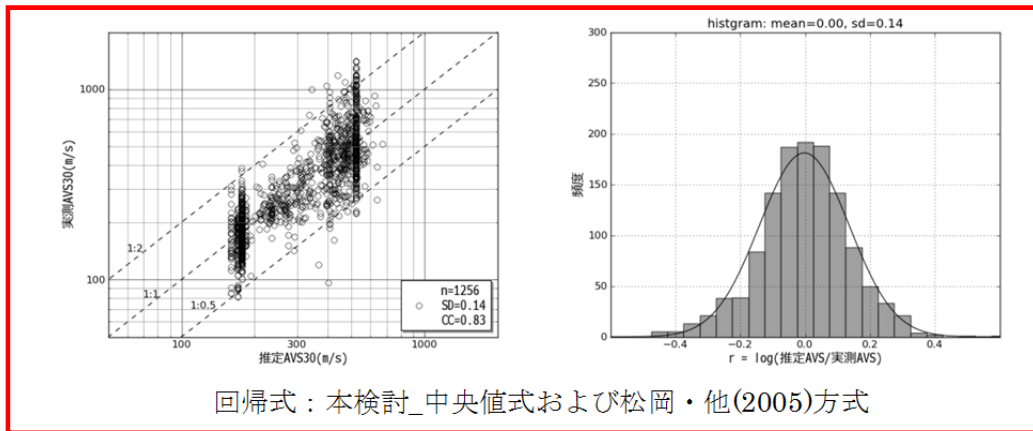 実測AVS30(m/s)
1000
100
1:2
1:1
1:0.5
n=1256
SD=0.14
CC=0.83
100
300
1000
推定AVS30(m/s)
histgram: mean=0.00, sd=0.14
頻度
300
250
200
150
100
50
0
−0.4
−0.2
0.0
0.2
0.4
r = log(推定AVS/実測AVS)
回帰式：本検討_中央値式および松岡・他(2005)方式